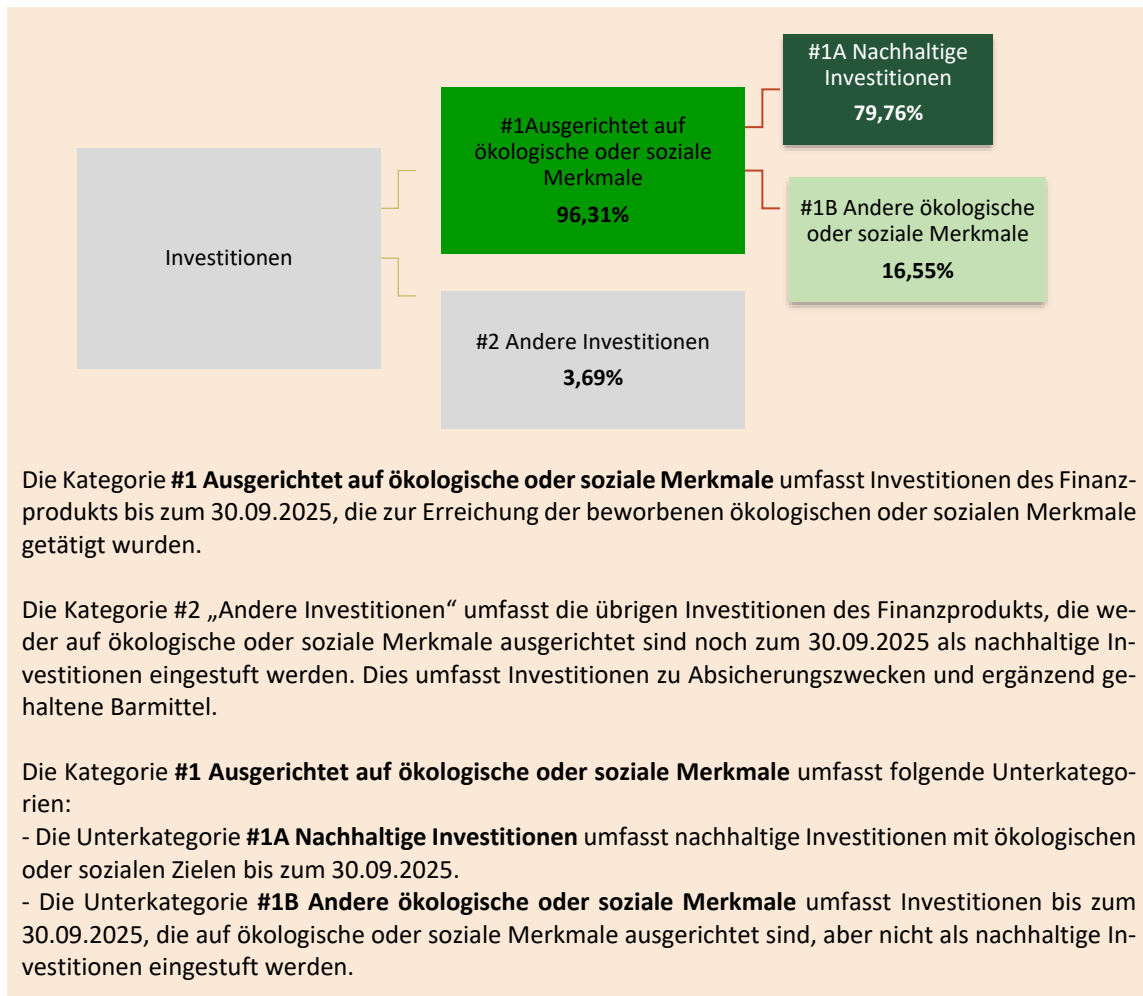 #1A Nachhaltige
Investitionen
79,76%
#1Ausgerichtet auf
ökologische oder soziale
Merkmale
96,31%
#1B Andere ökologische
oder soziale Merkmale
16,55%
Investitionen
#2 Andere Investitionen
3,69%
Die Kategorie #1 Ausgerichtet auf ökologische oder soziale Merkmale umfasst Investitionen des Finanz-
produkts bis zum 30.09.2025, die zur Erreichung der beworbenen ökologischen oder sozialen Merkmale
getätigt wurden.
Die Kategorie #2 „Andere Investitionen“ umfasst die übrigen Investitionen des Finanzprodukts, die we-
der auf ökologische oder soziale Merkmale ausgerichtet sind noch zum 30.09.2025 als nachhaltige In-
vestitionen eingestuft werden. Dies umfasst Investitionen zu Absicherungszwecken und ergänzend ge-
haltene Barmittel.
Die Kategorie #1 Ausgerichtet auf ökologische oder soziale Merkmale umfasst folgende Unterkatego-
rien:
- Die Unterkategorie #1A Nachhaltige Investitionen umfasst nachhaltige Investitionen mit ökologischen
oder sozialen Zielen bis zum 30.09.2025.
- Die Unterkategorie #1B Andere ökologische oder soziale Merkmale umfasst Investitionen bis zum
30.09.2025, die auf ökologische oder soziale Merkmale ausgerichtet sind, aber nicht als nachhaltige In-
vestitionen eingestuft werden.